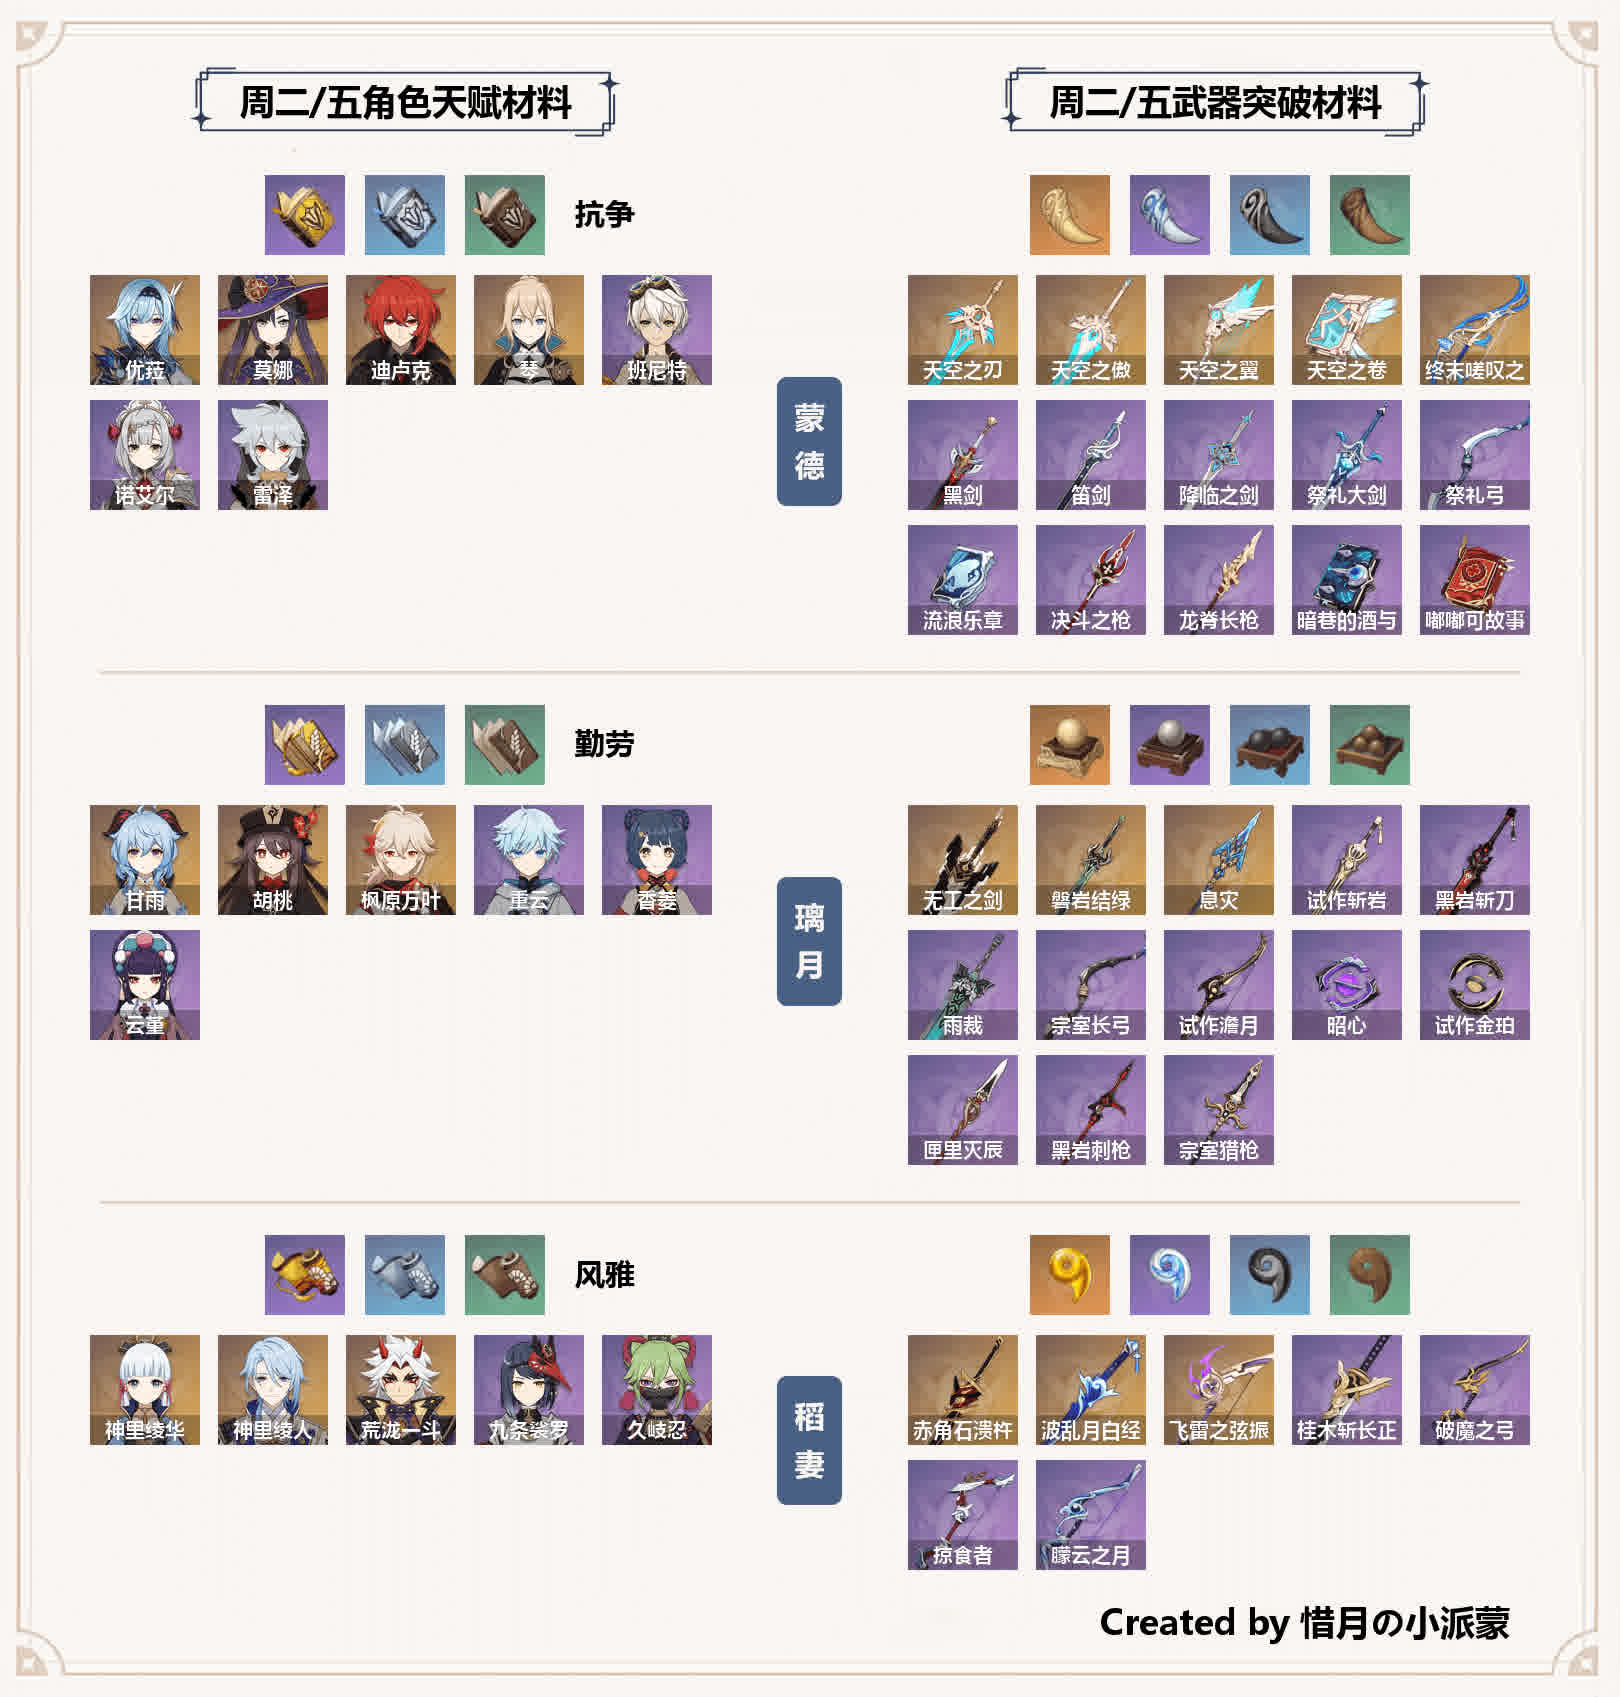 周二/五角色天赋材料
周二/五武器突破材料
抗争
优菈 莫娜 迪卢克 琴 班尼特
诺艾尔 雷泽
蒙德
天空之刃 天空之傲 天空之翼 天空之卷 终末嗟叹之
黑剑 笛剑 降临之剑 祭礼大剑 祭礼弓
流浪乐章 决斗之枪 龙脊长枪 暗巷的酒与 嘟嘟可故事
勤劳
甘雨 胡桃 枫原万叶 重云 香菱
云堇
璃月
无工之剑 磐岩结绿 息灾 试作斩岩 黑岩斩刀
雨裁 宗室长弓 试作澹月 昭心 试作金珀
匣里灭辰 黑岩刺枪 宗室猎枪
风雅
神里绫华 神里绫人 荒泷一斗 九条裟罗 久岐忍
稻妻
赤角石溃杵 波乱月白经 飞雷之弦振 桂木斩长正 破魔之弓
掠食者 朦云之月
Created by 惜月の小派蒙